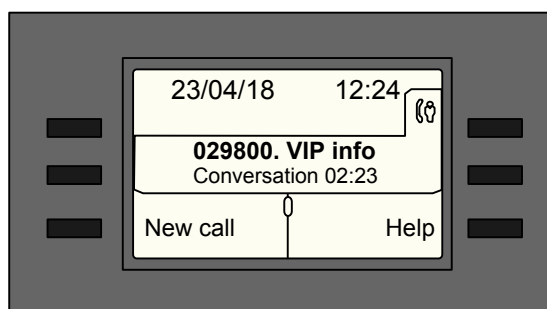 23/04/18 12:24
029800. VIP info
Conversation 02:23
New call Help